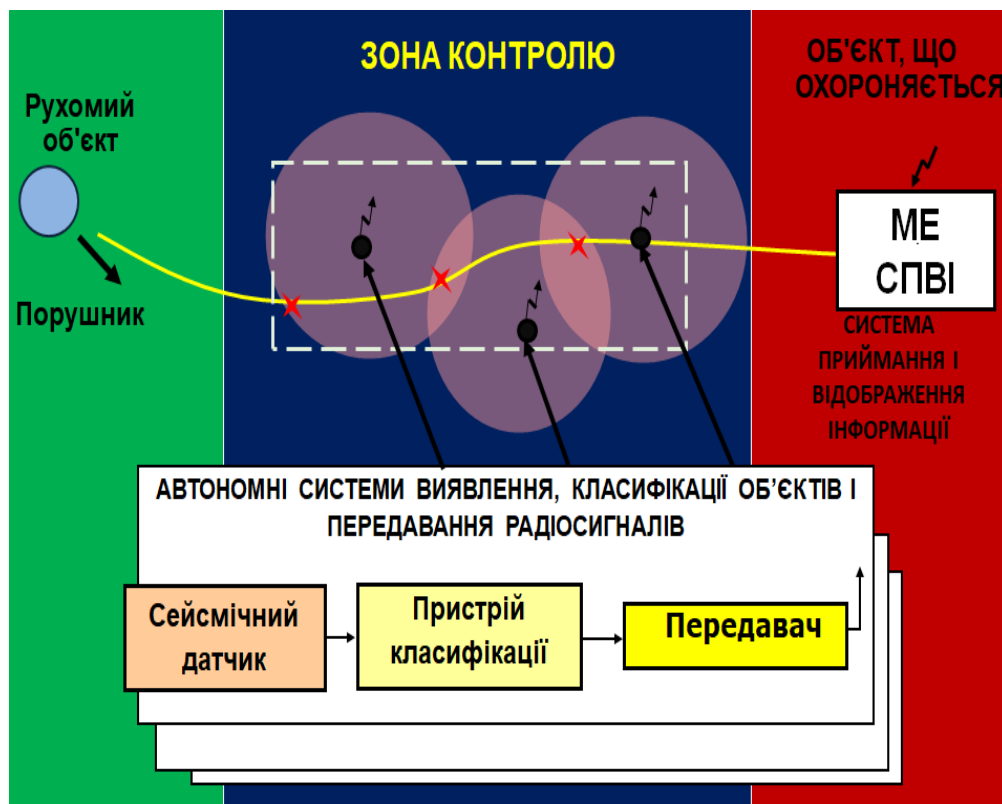 ЗОНА КОНТРОЛЮ
ОБ'ЄКТ, ЩО
ОХОРОНЯЄТЬСЯ
Рухомий
об'єкт
Порушник
МЕ
СПВІ
СИСТЕМА
ПРИЙМАННЯ І
ВІДОБРАЖЕННЯ
ІНФОРМАЦІЇ
АВТОНОМНІ СИСТЕМИ ВИЯВЛЕННЯ, КЛАСИФІКАЦІЇ ОБ’ЄКТІВ І
ПЕРЕДАВАННЯ РАДІОСИГНАЛІВ
Сейсмічний
датчик
Пристрій
класифікації
Передавач